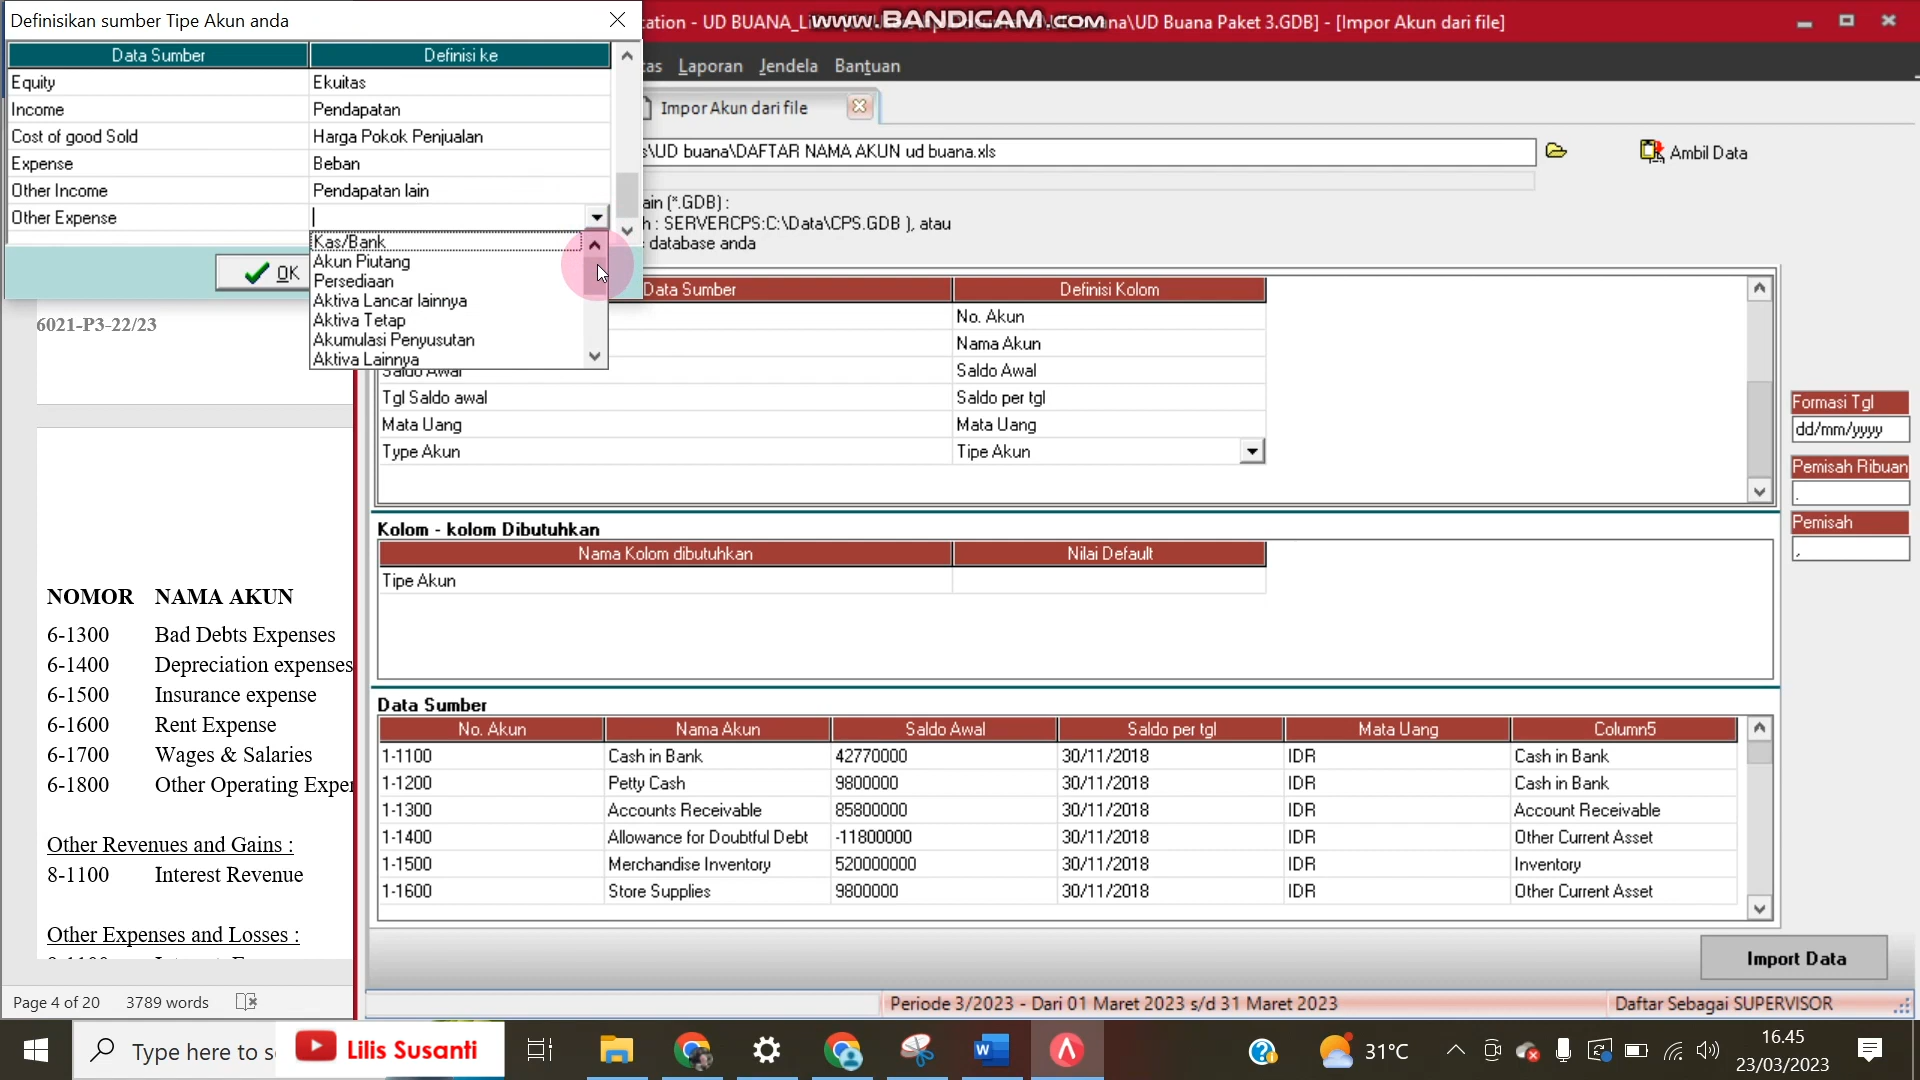 Definisikan sumber Tipe Akun anda
www.BANDICAM.com
Data Sumber Definisi ke
Equity Ekuitas
Income Pendapatan
Cost of good Sold Harga Pokok Penjualan
Expense Beban
Other Income Pendapatan lain
Other Expense
Kas/Bank
Akun Piutang
Persediaan
Aktiva Lancar lainnya
Aktiva Tetap
Akumulasi Penyusutan
Aktiva Lainnya
OK
UD Buana Paket 3.GDB] - [Impor Akun dari file]
Laporan Jendela Bantuan
Impor Akun dari file
UD buana\DAFTAR NAMA AKUN ud buana.xls
Ambil Data
(*.GDB) :
: SERVERCPS:C:\Data\CPS.GDB ), atau
database anda
Data Sumber Definisi Kolom
No. Akun
Nama Akun
Saldo Awal Saldo Awal
Tgl Saldo awal Saldo per tgl
Mata Uang Mata Uang
Type Akun Tipe Akun
Formasi Tgl
dd/mm/yyyy
Pemisah Ribuan
.
Pemisah
,
Kolom - kolom Dibutuhkan
Nama Kolom dibutuhkan Nilai Default
Tipe Akun
Data Sumber
No. Akun Nama Akun Saldo Awal Saldo per tgl Mata Uang Column5
1-1100 Cash in Bank 42770000 30/11/2018 IDR Cash in Bank
1-1200 Petty Cash 9800000 30/11/2018 IDR Cash in Bank
1-1300 Accounts Receivable 85800000 30/11/2018 IDR Account Receivable
1-1400 Allowance for Doubtful Debt -11800000 30/11/2018 IDR Other Current Asset
1-1500 Merchandise Inventory 520000000 30/11/2018 IDR Inventory
1-1600 Store Supplies 9800000 30/11/2018 IDR Other Current Asset
Import Data
Periode 3/2023 - Dari 01 Maret 2023 s/d 31 Maret 2023
Daftar Sebagai SUPERVISOR
6021-P3-22/23
NOMOR NAMA AKUN
6-1300 Bad Debts Expenses
6-1400 Depreciation expenses
6-1500 Insurance expense
6-1600 Rent Expense
6-1700 Wages & Salaries
6-1800 Other Operating Exper
Other Revenues and Gains :
8-1100 Interest Revenue
Other Expenses and Losses :
Page 4 of 20 3789 words
Type here to s
Lilis Susanti
31°C
16.45
23/03/2023